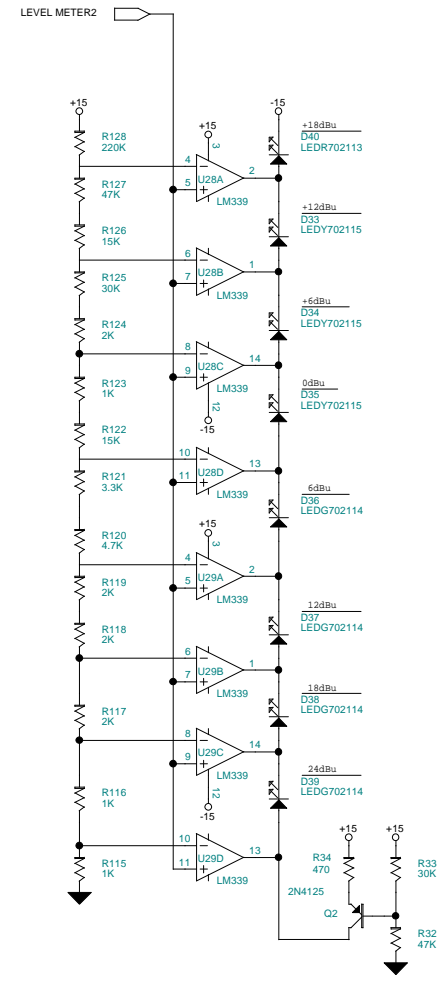 LEVEL METER2
+15
+15
-15
+18dBu
D40
LEDR702113
R128
220K
3
4
2
5
U28A
LM339
R127
47K
+12dBu
D33
LEDY702115
R126
15K
6
1
7
U28B
LM339
R125
30K
+6dBu
D34
LEDY702115
R124
2K
8
14
9
U28C
LM339
12
-15
R123
1K
0dBu
D35
LEDY702115
R122
15K
10
13
11
U28D
LM339
R121
3.3K
6dBu
D36
LEDG702114
+15
3
R120
4.7K
4
2
5
U29A
LM339
R119
2K
12dBu
D37
LEDG702114
R118
2K
6
1
7
U29B
LM339
18dBu
D38
LEDG702114
R117
2K
8
14
9
U29C
LM339
12
-15
24dBu
D39
LEDG702114
R116
1K
10
13
11
U29D
LM339
R115
1K
+15
+15
R34
470
R33
30K
2N4125
Q2
R32
47K